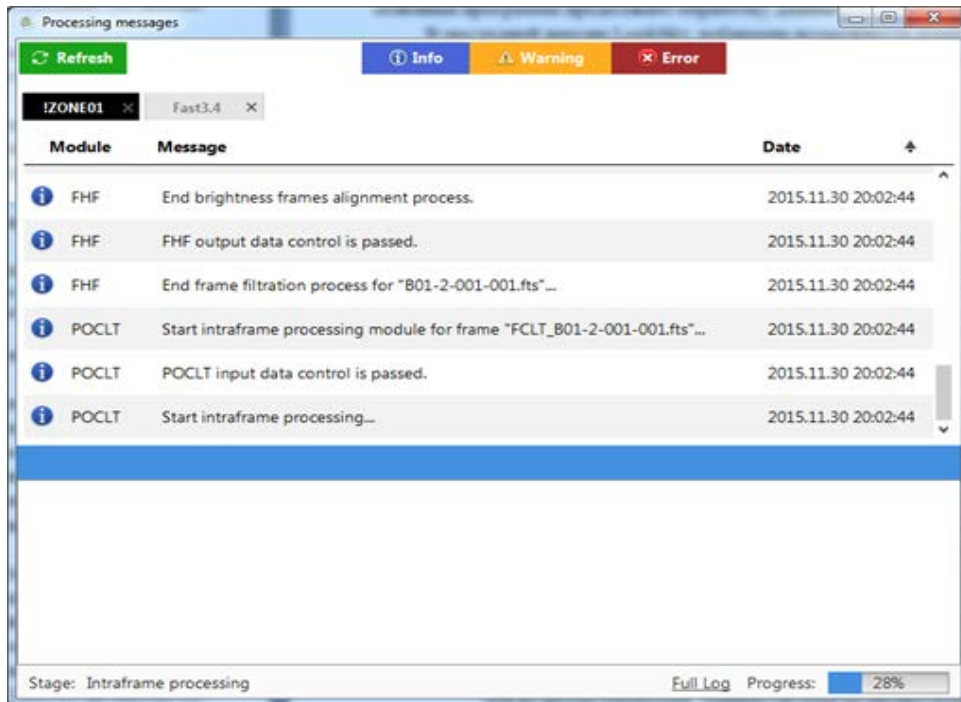 Processing messages
Refresh
Info
Warning
Error
!ZONE01
Fast3.4
Module Message Date
FHF End brightness frames alignment process. 2015.11.30 20:02:44
FHF FHF output data control is passed. 2015.11.30 20:02:44
FHF End frame filtration process for "B01-2-001-001.fts"... 2015.11.30 20:02:44
POCLT Start intraframe processing module for frame "FCLT_B01-2-001-001.fts"... 2015.11.30 20:02:44
POCLT POCLT input data control is passed. 2015.11.30 20:02:44
POCLT Start intraframe processing... 2015.11.30 20:02:44
Stage: Intraframe processing Full Log Progress: 28%